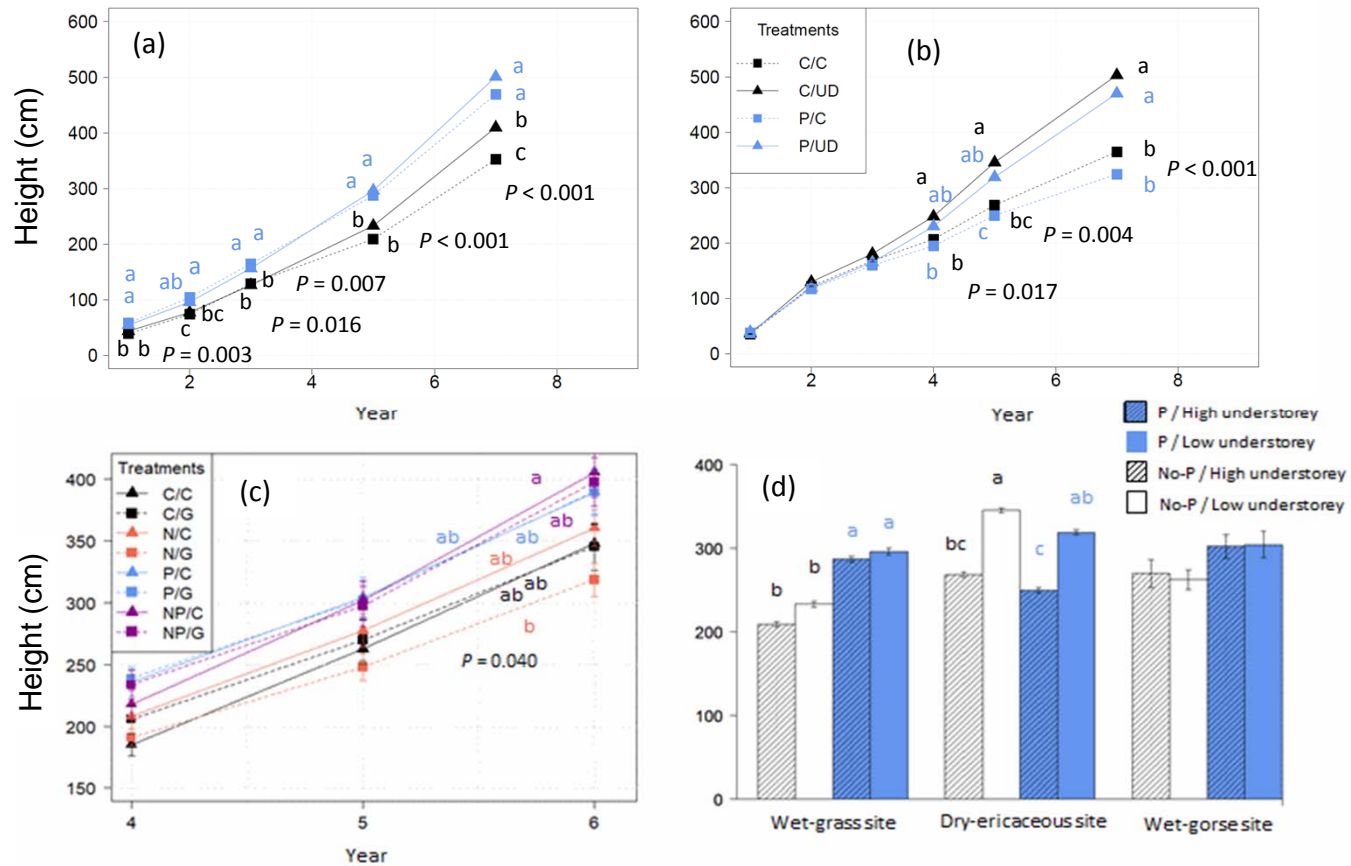 (a)
600
500
400
300
200
100
0
Height (cm)
a
a
b
c
P < 0.001
a
a
b
b
P < 0.001
a a
b
b
P = 0.007
P = 0.016
ab a
bc
c
P = 0.003
a
a
b b
2 4 6 8
Year
(b)
600
500
400
300
200
100
0
Treatments
C/C
C/UD
P/C
P/UD
a
a
b
b
P < 0.001
a
ab
bc
c
P = 0.004
a
ab
b
b
P = 0.017
2 4 6 8
Year
(c)
400
350
300
250
200
150
Height (cm)
Treatments
C/C
C/G
N/C
N/G
P/C
P/G
NP/C
NP/G
a
ab
ab ab
ab
ab ab
b
P = 0.040
4 5 6
Year
(d)
P / High understorey
P / Low understorey
No-P / High understorey
No-P / Low understorey
400
300
200
100
0
b b a a
bc a c ab
Wet-grass site Dry-ericaceous site Wet-gorse site